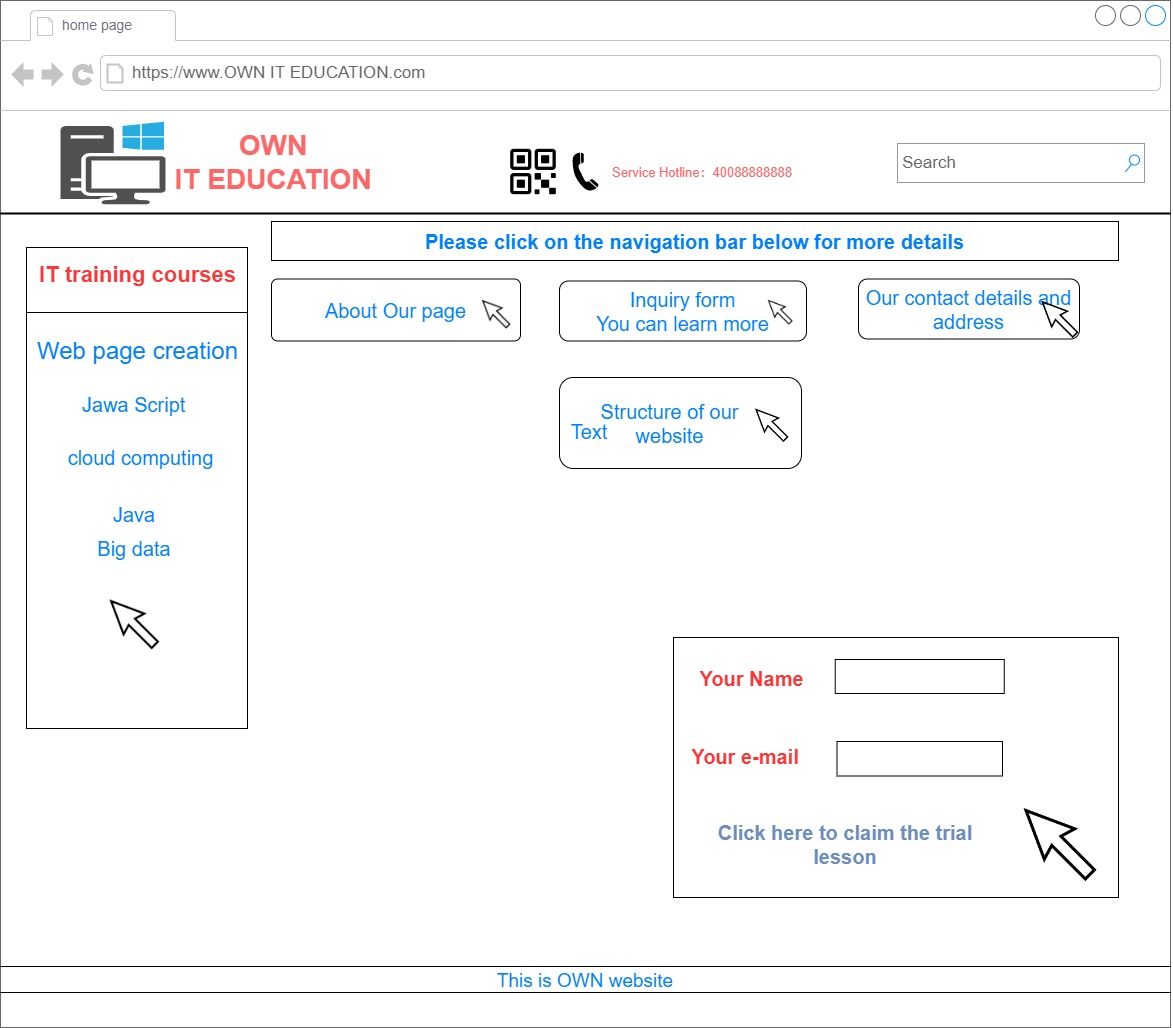 home page
https://www.OWN IT EDUCATION.com
OWN
IT EDUCATION
Service Hotline：40088888888
Search
Please click on the navigation bar below for more details
IT training courses
Web page creation
Jawa Script
cloud computing
Java
Big data
About Our page
Inquiry form
You can learn more
Our contact details and
address
Structure of our
website
Text
Your Name
Your e-mail
Click here to claim the trial
lesson
This is OWN website